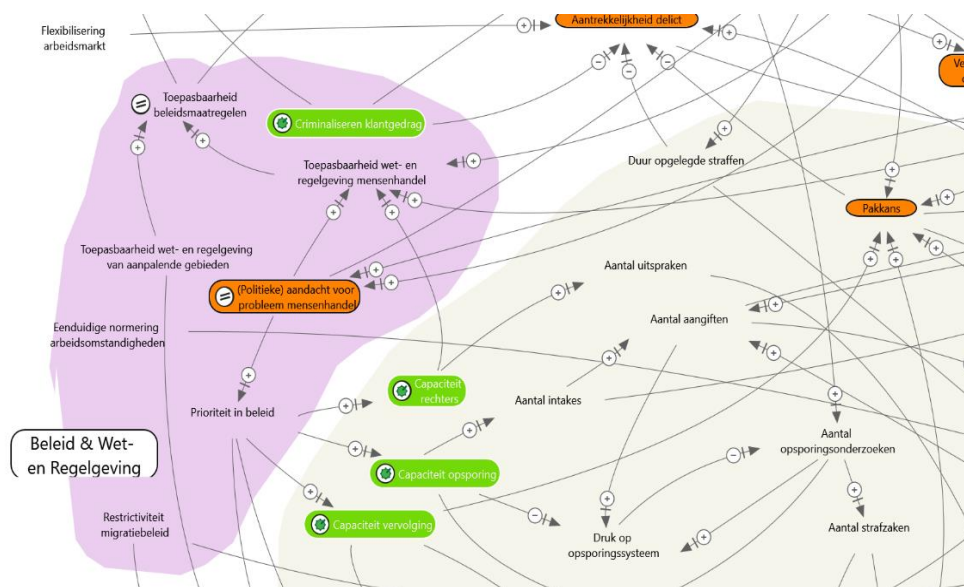 Flexibilisering
arbeidsmarkt
Aantrekkelijkheid delict
Toepasbaarheid
beleidsmaatregelen
Criminaliseren klantgedrag
Toepasbaarheid wet- en
regelgeving mensenhandel
Duur opgelegde straffen
Pakkans
Toepasbaarheid wet- en regelgeving
van aanpalende gebieden
(Politieke) aandacht voor
probleem mensenhandel
Aantal uitspraken
Aantal aangiften
Eenduidige normering
arbeidsomstandigheden
Capaciteit
rechters
Aantal intakes
Prioriteit in beleid
Beleid & Wet-
en Regelgeving
Capaciteit opsporing
Aantal
opsporingsonderzoeken
Restrictiviteit
migratiebeleid
Capaciteit vervolging
Druk op
opsporingssysteem
Aantal strafzaken